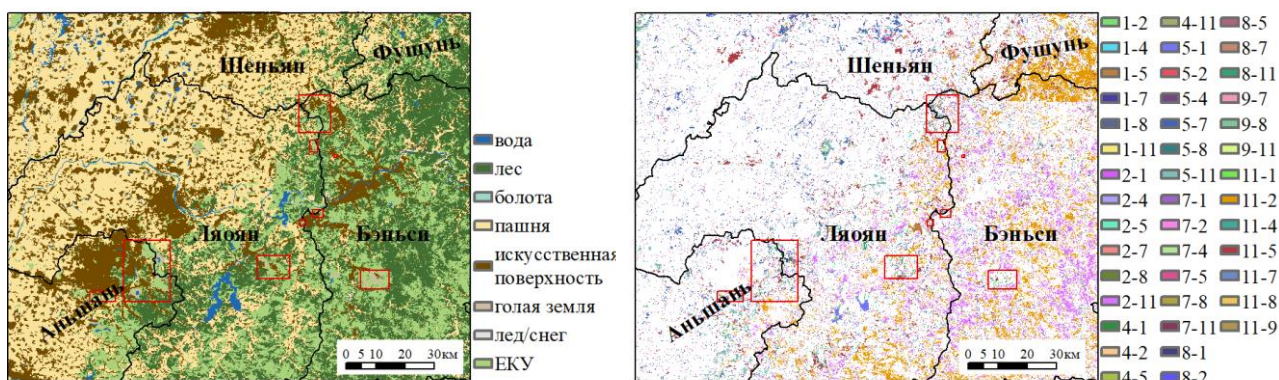 Фушунь
Шеньян
Ляоян
Бэньси
Аньшань
0 5 10 20 30км
вода
лес
болота
пашня
искусственная
поверхность
голая земля
лед/снег
ЕКУ
Фушунь
Шеньян
Ляоян
Бэньси
Аньшань
0 5 10 20 30км
1-2 4-11 8-5
1-4 5-1 8-7
1-5 5-2 8-11
1-7 5-4 9-7
1-8 5-7 9-8
1-11 5-8 9-11
2-1 5-11 11-1
2-4 7-1 11-2
2-5 7-2 11-4
2-7 7-4 11-5
2-8 7-5 11-7
2-11 7-8 11-8
4-1 7-11 11-9
4-2 8-1
4-5 8-2